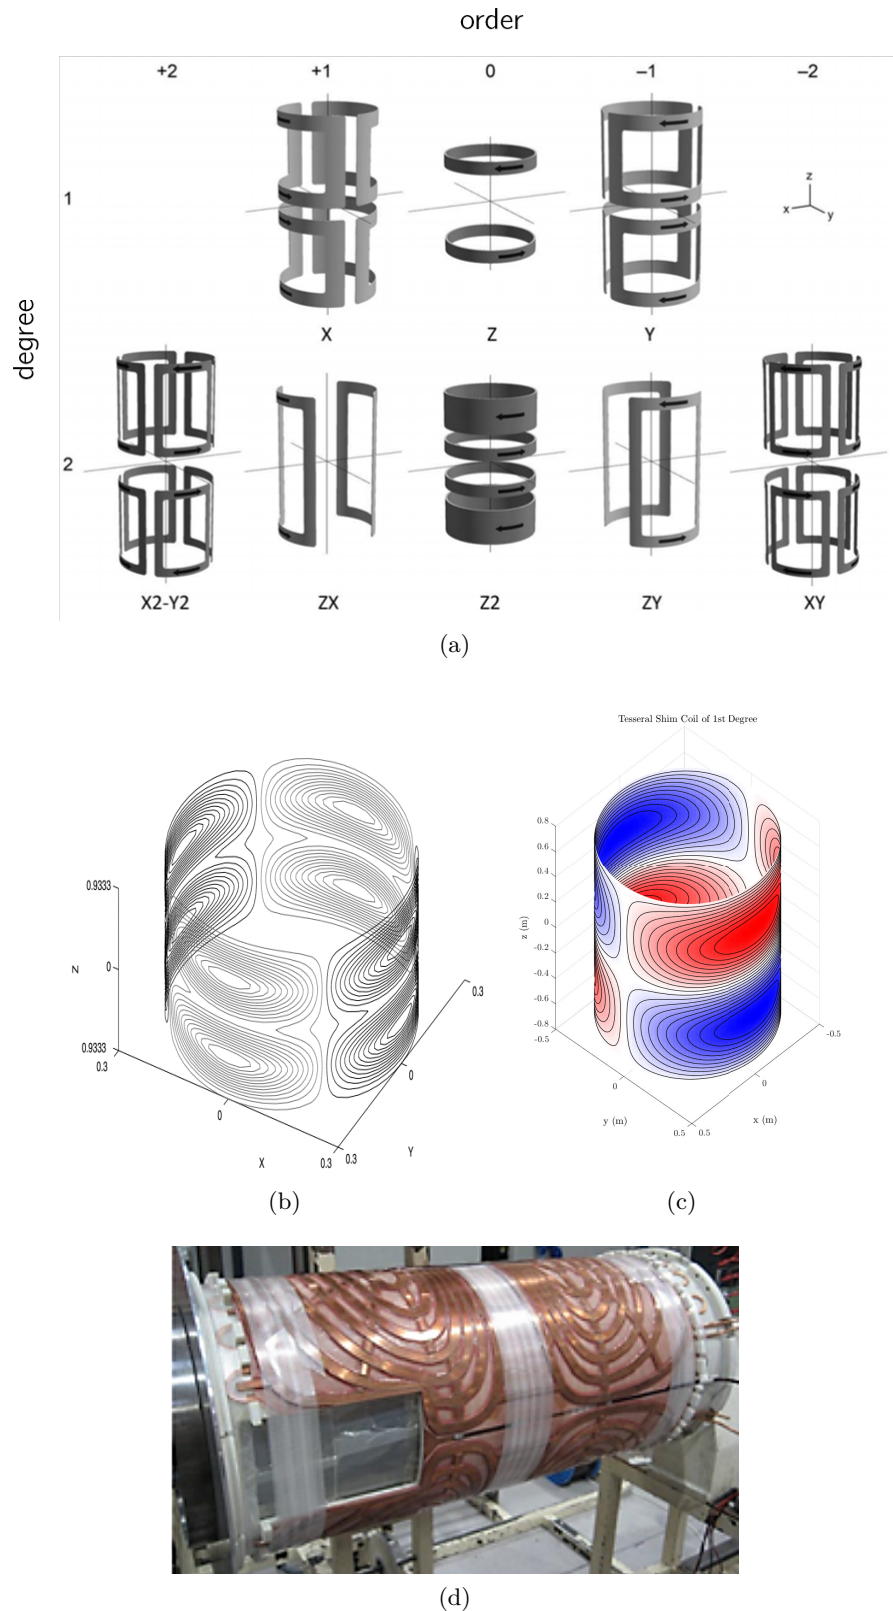 order
+2 +1 0 –1 –2
degree
1
z
x
y
X Z Y
2
X2-Y2 ZX Z2 ZY XY
(a)
Tesseral Shim Coil of 1st Degree
0.9333
N
0
0.9333
0.3
0
X
0.3
0.3
0
Y
0.3
0.8
0.6
0.4
0.2
0
-0.2
-0.4
-0.6
-0.8
z (m)
-0.5
0
y (m)
0.5
0.5
x (m)
0
-0.5
(b) (c)
(d)